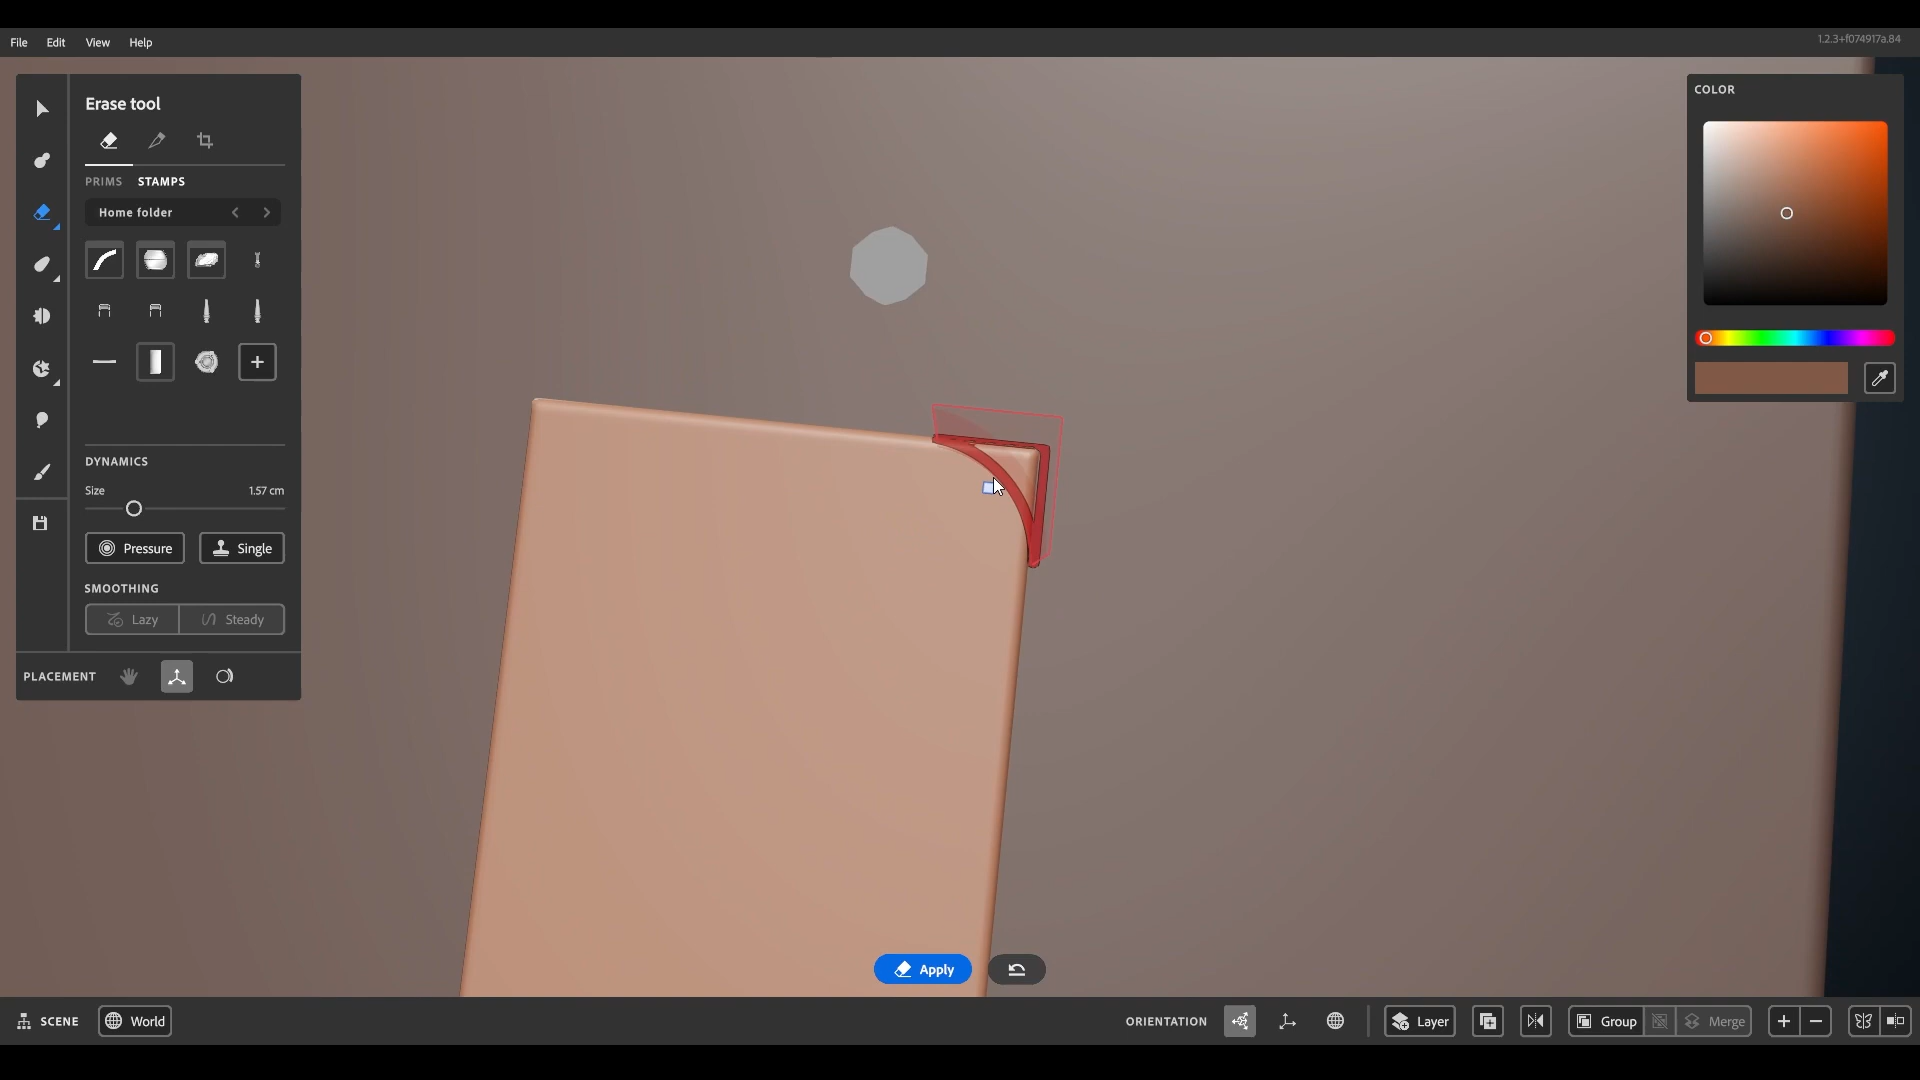 File Edit View Help
1.2.3+f074917a.84
Erase tool
PRIMS STAMPS
Home folder
DYNAMICS
Size 1.57 cm
Pressure Single
SMOOTHING
Lazy Steady
PLACEMENT
COLOR
Apply
SCENE World ORIENTATION Layer Group Merge